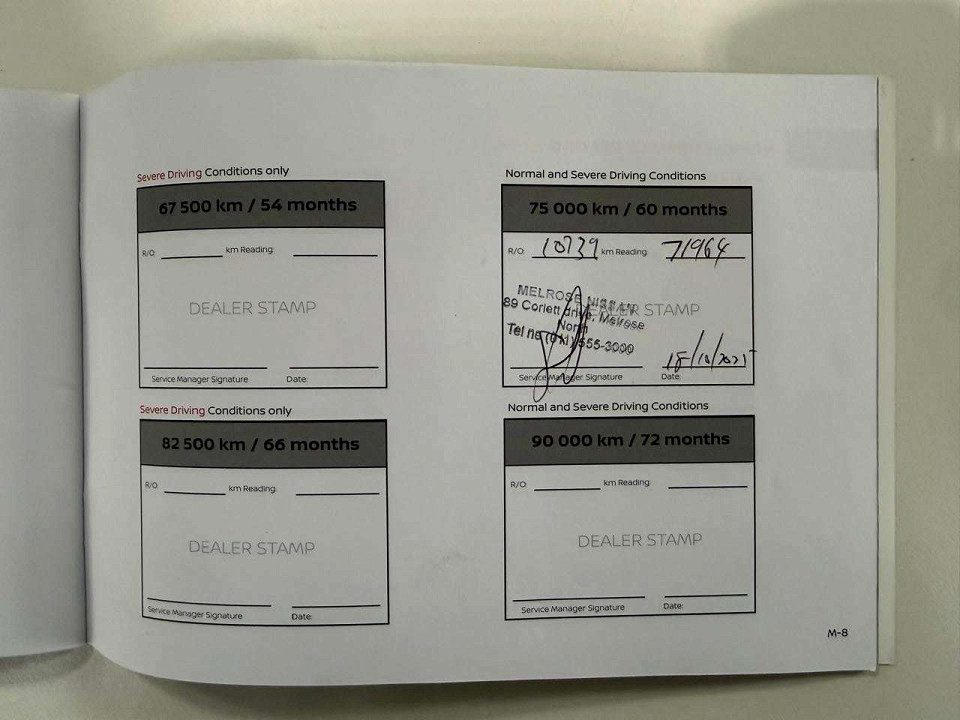 Severe Driving Conditions only
67 500 km / 54 months
R/O: km Reading:
DEALER STAMP
Service Manager Signature Date:
Normal and Severe Driving Conditions
75 000 km / 60 months
R/O: 10739 km Reading: 71964
DEALER STAMP
MELROSE NISSAN
89 Corlett drive, Melrose
North
Tel no (011) 555-3000
18/10/2021
Service Manager Signature Date:
Severe Driving Conditions only
82 500 km / 66 months
R/O: km Reading:
DEALER STAMP
Service Manager Signature Date:
Normal and Severe Driving Conditions
90 000 km / 72 months
R/O: km Reading:
DEALER STAMP
Service Manager Signature Date:
M-8